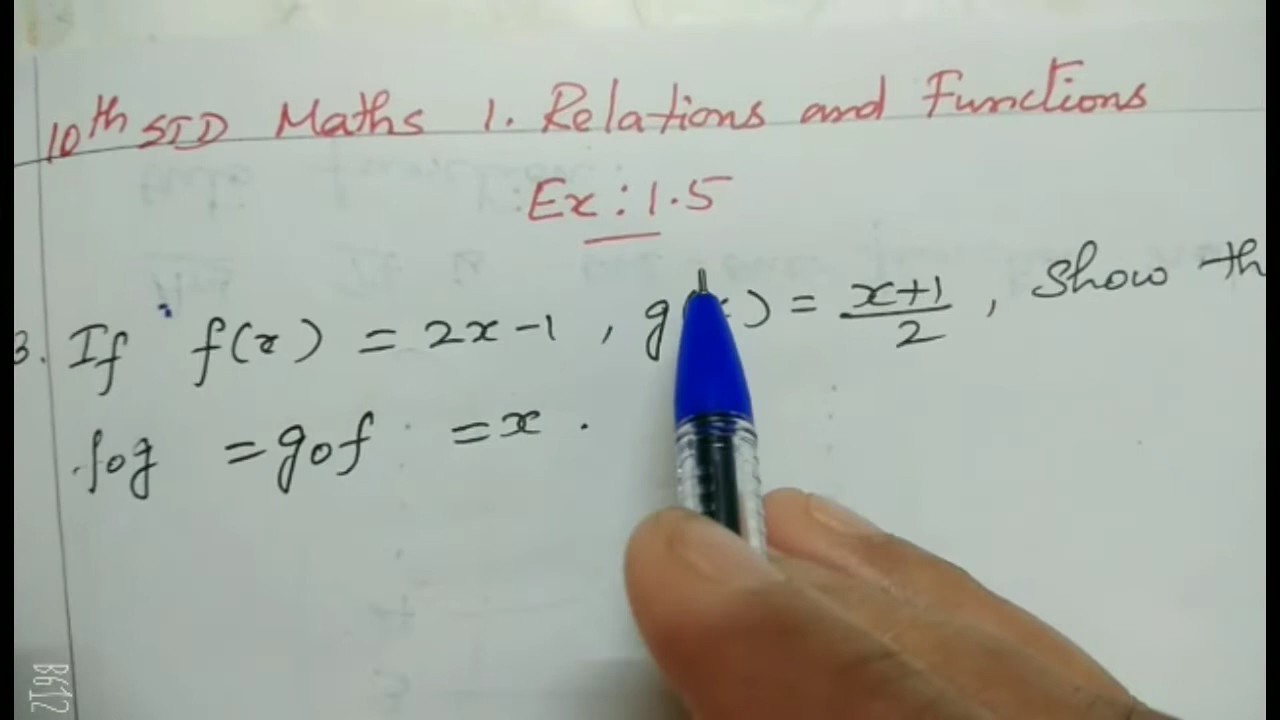 10th STD Maths 1. Relations and Functions
Ex: 1.5
3. If f(x) = 2x-1, g(x) = x+1/2, Show th
fog = gof = x.
B612